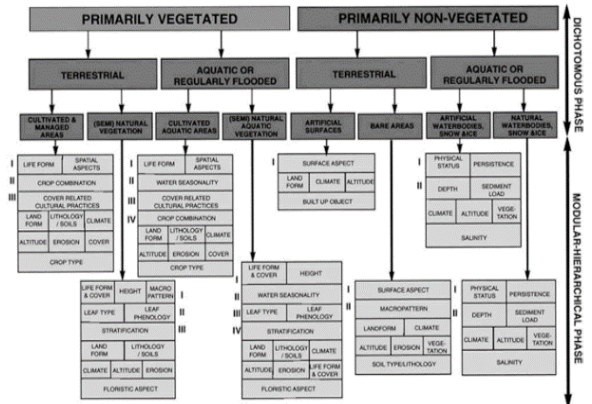 PRIMARILY VEGETATED
PRIMARILY NON-VEGETATED
DICHOTOMOUS PHASE
TERRESTRIAL
AQUATIC OR
REGULARLY FLOODED
TERRESTRIAL
AQUATIC OR
REGULARLY FLOODED
CULTIVATED &
MANAGED
AREAS
(SEMI) NATURAL
VEGETATION
CULTIVATED
AQUATIC AREAS
(SEMI) NATURAL
AQUATIC
VEGETATION
ARTIFICIAL
SURFACES
BARE AREAS
ARTIFICIAL
WATERBODIES,
SNOW &ICE
NATURAL
WATERBODIES,
SNOW &ICE
MODULAR-HIERARCHICAL PHASE
I
LIFE FORM
SPATIAL
ASPECTS
II
CROP COMBINATION
III
COVER RELATED
CULTURAL PRACTICES
LAND
FORM
LITHOLOGY
/ SOILS
CLIMATE
ALTITUDE
EROSION
COVER
CROP TYPE
I
LIFE FORM
SPATIAL
ASPECTS
II
WATER SEASONALITY
III
COVER RELATED
CULTURAL PRACTICES
IV
CROP COMBINATION
LAND
FORM
LITHOLOGY
/ SOILS
CLIMATE
ALTITUDE
EROSION
COVER
CROP TYPE
I
SURFACE ASPECT
LAND
FORM
CLIMATE
ALTITUDE
BUILT UP OBJECT
I
PHYSICAL
STATUS
PERSISTENCE
II
DEPTH
SEDIMENT
LOAD
CLIMATE
ALTITUDE
VEGE-
TATION
SALINITY
LIFE FORM
& COVER
HEIGHT
MACRO
PATTERN
I
LEAF TYPE
LEAF
PHENOLOGY
II
STRATIFICATION
III
LAND
FORM
LITHOLOGY
/ SOILS
CLIMATE
ALTITUDE
EROSION
FLORISTIC ASPECT
I
LIFE FORM
& COVER
HEIGHT
II
WATER SEASONALITY
III
LEAF TYPE
LEAF
PHENOLOGY
IV
STRATIFICATION
LAND
FORM
LITHOLOGY
/ SOILS
CLIMATE
ALTITUDE
EROSION
LIFE FORM
& COVER
FLORISTIC ASPECT
I
SURFACE ASPECT
II
MACROPATTERN
LANDFORM
CLIMATE
ALTITUDE
EROSION
VEGE-
TATION
SOIL TYPE/LITHOLOGY
I
PHYSICAL
STATUS
PERSISTENCE
II
DEPTH
SEDIMENT
LOAD
CLIMATE
ALTITUDE
VEGE-
TATION
SALINITY